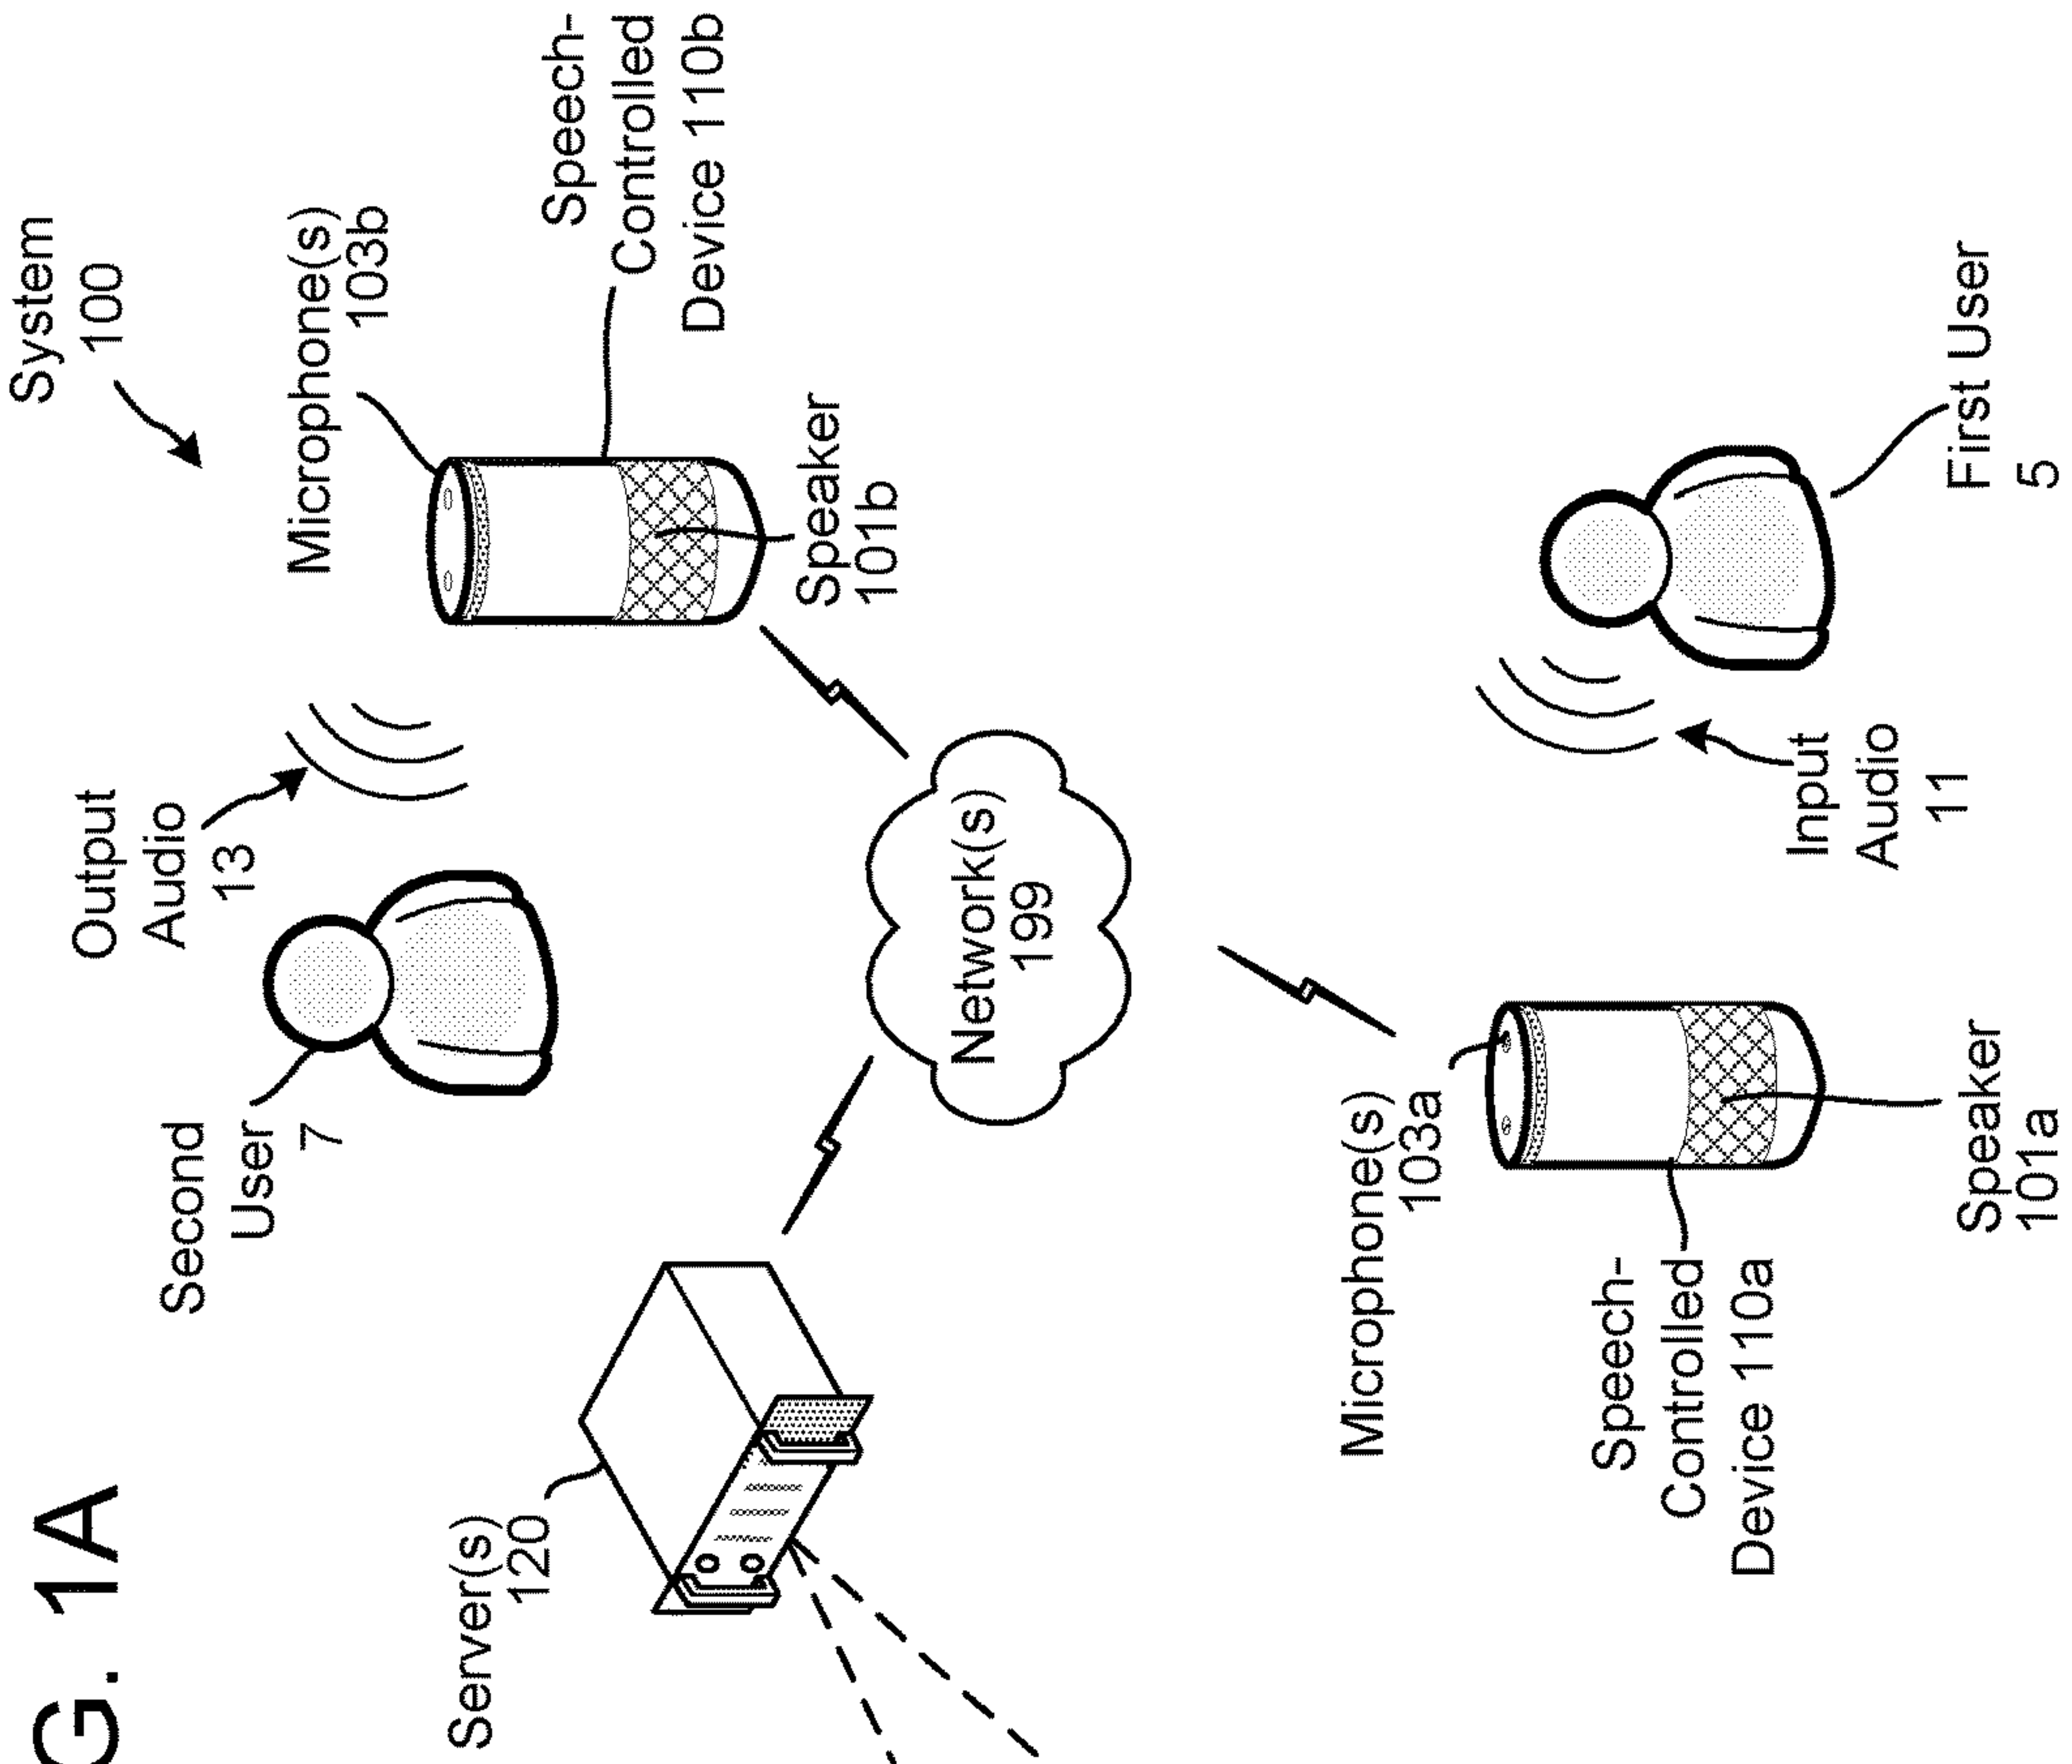 G. 1A
System
100
Output
Audio
13
Second
User
7
Microphone(s)
103b
Speech-
Controlled
Device 110b
Speaker
101b
Server(s)
120
Network(s)
199
Microphone(s)
103a
Speech-
Controlled
Device 110a
Speaker
101a
Input
Audio
11
First User
5